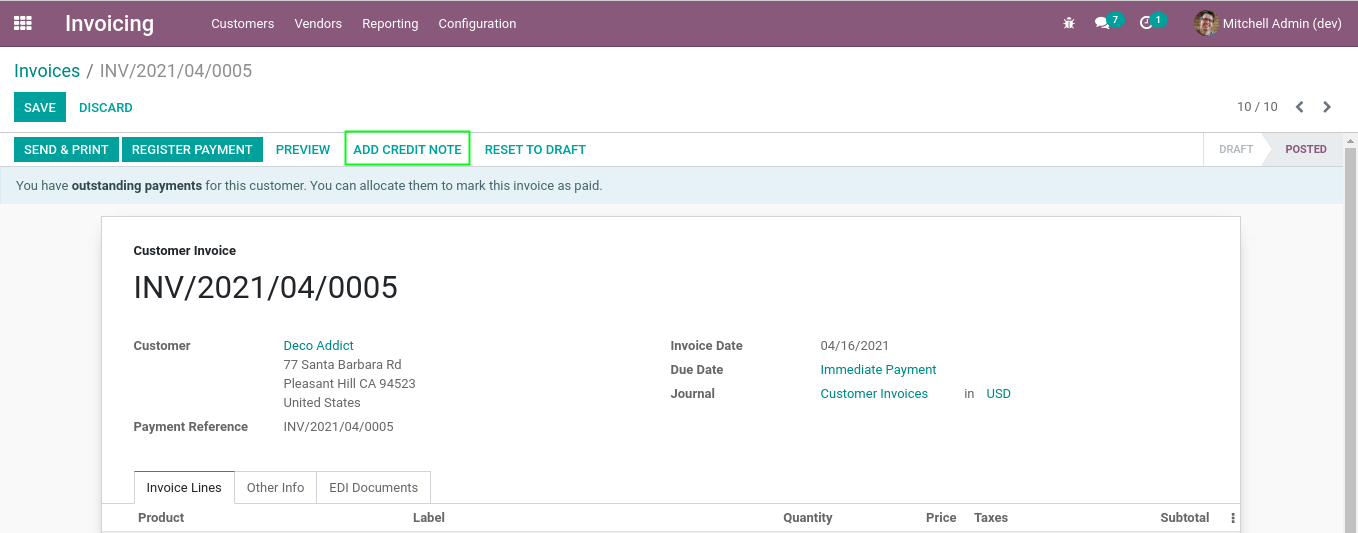 Invoicing Customers Vendors Reporting Configuration 7 1 Mitchell Admin (dev)
Invoices / INV/2021/04/0005
SAVE DISCARD 10 / 10
SEND & PRINT REGISTER PAYMENT PREVIEW ADD CREDIT NOTE RESET TO DRAFT DRAFT POSTED
You have outstanding payments for this customer. You can allocate them to mark this invoice as paid.
Customer Invoice
INV/2021/04/0005
Customer Deco Addict Invoice Date 04/16/2021
77 Santa Barbara Rd Due Date Immediate Payment
Pleasant Hill CA 94523 Journal Customer Invoices in USD
United States
Payment Reference INV/2021/04/0005
Invoice Lines Other Info EDI Documents
Product Label Quantity Price Taxes Subtotal